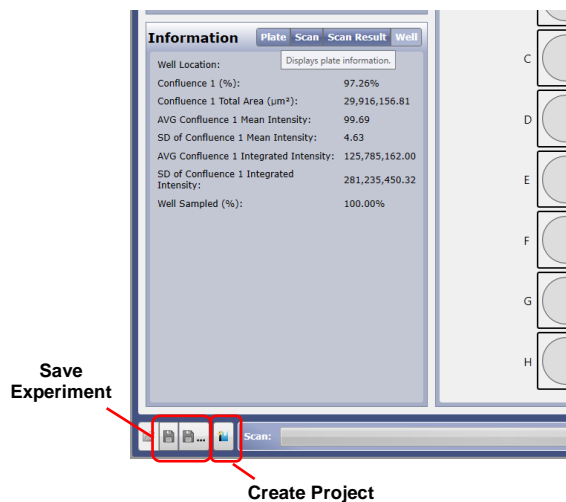 Information Plate Scan Scan Result Well
Well Location:
Displays plate information.
Confluence 1 (%): 97.26%
Confluence 1 Total Area (µm²): 29,916,156.81
AVG Confluence 1 Mean Intensity: 99.69
SD of Confluence 1 Mean Intensity: 4.63
AVG Confluence 1 Integrated Intensity: 125,785,162.00
SD of Confluence 1 Integrated
Intensity: 281,235,450.32
Well Sampled (%): 100.00%
C
D
E
F
G
H
Save
Experiment
...
Scan:
Create Project